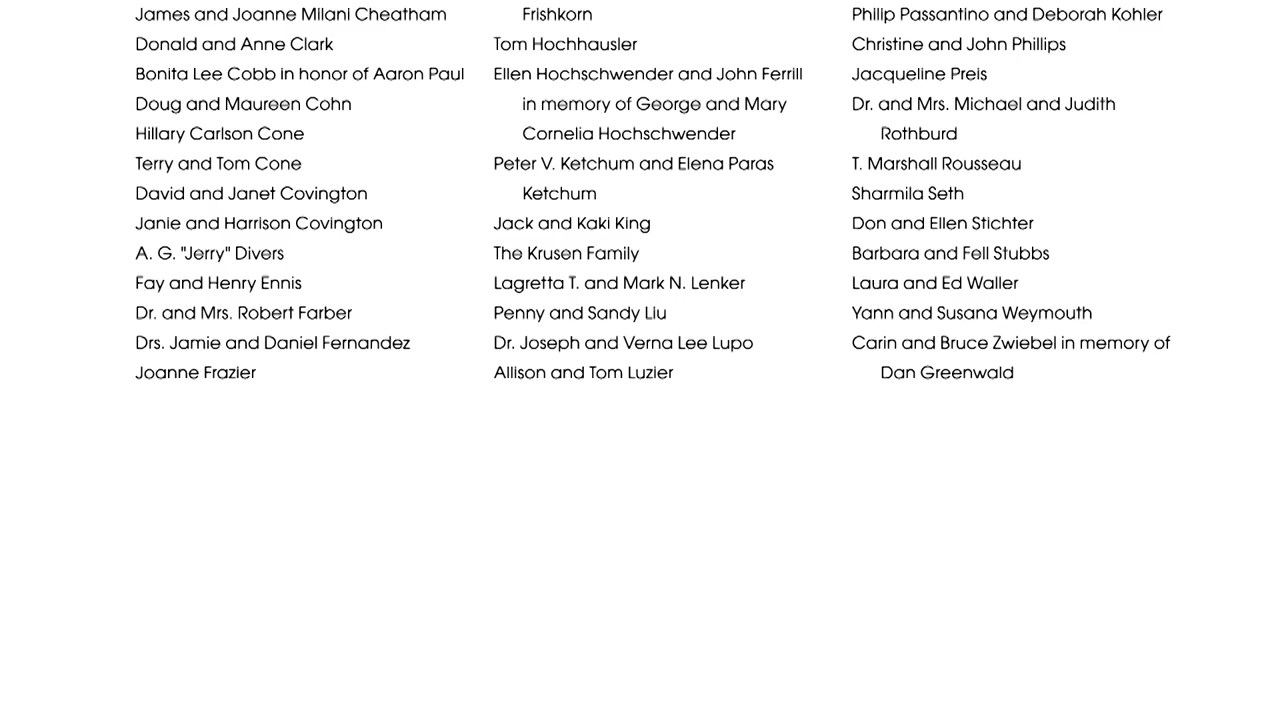 James and Joanne Milani Cheatham
Donald and Anne Clark
Bonita Lee Cobb in honor of Aaron Paul
Doug and Maureen Cohn
Hillary Carlson Cone
Terry and Tom Cone
David and Janet Covington
Janie and Harrison Covington
A. G. "Jerry" Divers
Fay and Henry Ennis
Dr. and Mrs. Robert Farber
Drs. Jamie and Daniel Fernandez
Joanne Frazier
Frishkorn
Tom Hochhausler
Ellen Hochschwender and John Ferrill
in memory of George and Mary
Cornelia Hochschwender
Peter V. Ketchum and Elena Paras
Ketchum
Jack and Kaki King
The Krusen Family
Lagretta T. and Mark N. Lenker
Penny and Sandy Liu
Dr. Joseph and Verna Lee Lupo
Allison and Tom Luzier
Philip Passantino and Deborah Kohler
Christine and John Phillips
Jacqueline Preis
Dr. and Mrs. Michael and Judith
Rothburd
T. Marshall Rousseau
Sharmila Seth
Don and Ellen Stichter
Barbara and Fell Stubbs
Laura and Ed Waller
Yann and Susana Weymouth
Carin and Bruce Zwiebel in memory of
Dan Greenwald